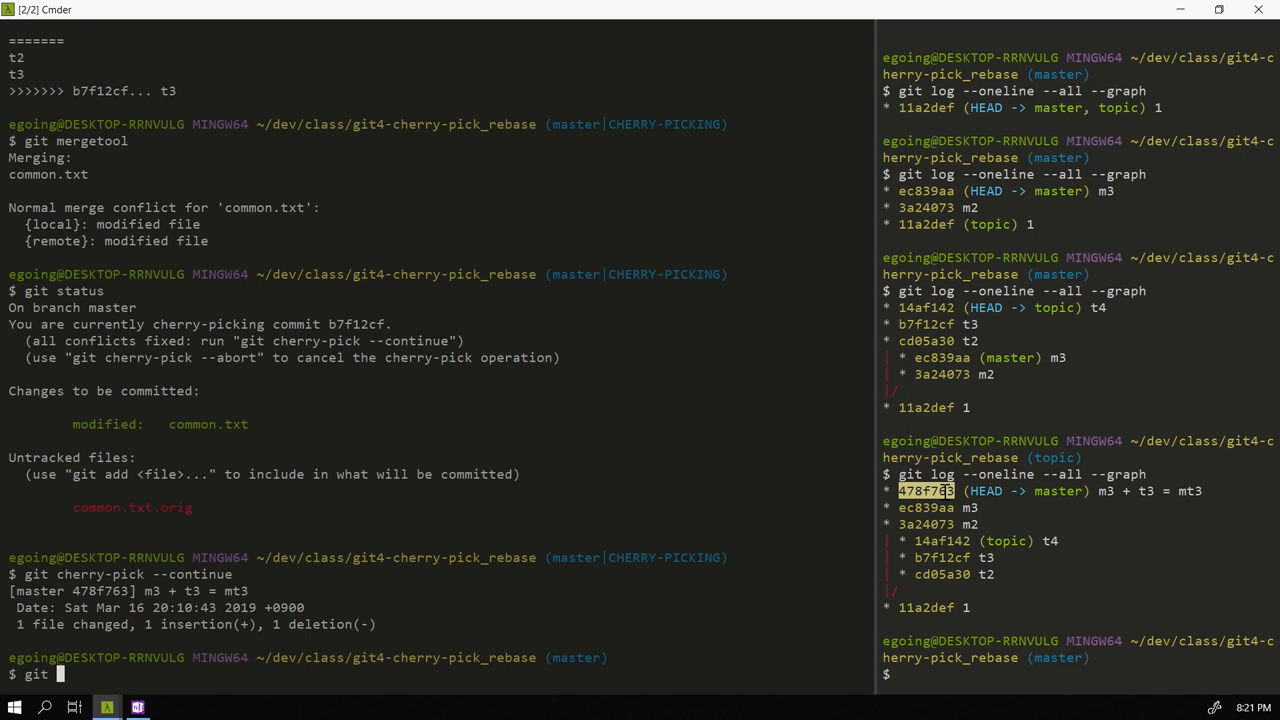 [2/2] Cmder
=======
t2
t3
>>>>>>> b7f12cf... t3
egoing@DESKTOP-RRNVULG MINGW64 ~/dev/class/git4-cherry-pick_rebase (master|CHERRY-PICKING)
$ git mergetool
Merging:
common.txt
Normal merge conflict for 'common.txt':
{local}: modified file
{remote}: modified file
egoing@DESKTOP-RRNVULG MINGW64 ~/dev/class/git4-cherry-pick_rebase (master|CHERRY-PICKING)
$ git status
On branch master
You are currently cherry-picking commit b7f12cf.
(all conflicts fixed: run "git cherry-pick --continue")
(use "git cherry-pick --abort" to cancel the cherry-pick operation)
Changes to be committed:
modified:   common.txt
Untracked files:
(use "git add <file>..." to include in what will be committed)
common.txt.orig
egoing@DESKTOP-RRNVULG MINGW64 ~/dev/class/git4-cherry-pick_rebase (master|CHERRY-PICKING)
$ git cherry-pick --continue
[master 478f763] m3 + t3 = mt3
Date: Sat Mar 16 20:10:43 2019 +0900
1 file changed, 1 insertion(+), 1 deletion(-)
egoing@DESKTOP-RRNVULG MINGW64 ~/dev/class/git4-cherry-pick_rebase (master)
$ git
egoing@DESKTOP-RRNVULG MINGW64 ~/dev/class/git4-c
herry-pick_rebase (master)
$ git log --oneline --all --graph
* 11a2def (HEAD -> master, topic) 1
egoing@DESKTOP-RRNVULG MINGW64 ~/dev/class/git4-c
herry-pick_rebase (master)
$ git log --oneline --all --graph
* ec839aa (HEAD -> master) m3
* 3a24073 m2
* 11a2def (topic) 1
egoing@DESKTOP-RRNVULG MINGW64 ~/dev/class/git4-c
herry-pick_rebase (master)
$ git log --oneline --all --graph
* 14af142 (HEAD -> topic) t4
* b7f12cf t3
* cd05a30 t2
| * ec839aa (master) m3
| * 3a24073 m2
|/
* 11a2def 1
egoing@DESKTOP-RRNVULG MINGW64 ~/dev/class/git4-c
herry-pick_rebase (topic)
$ git log --oneline --all --graph
* 478f763 (HEAD -> master) m3 + t3 = mt3
* ec839aa m3
* 3a24073 m2
| * 14af142 (topic) t4
| * b7f12cf t3
| * cd05a30 t2
|/
* 11a2def 1
egoing@DESKTOP-RRNVULG MINGW64 ~/dev/class/git4-c
herry-pick_rebase (master)
$
8:21 PM